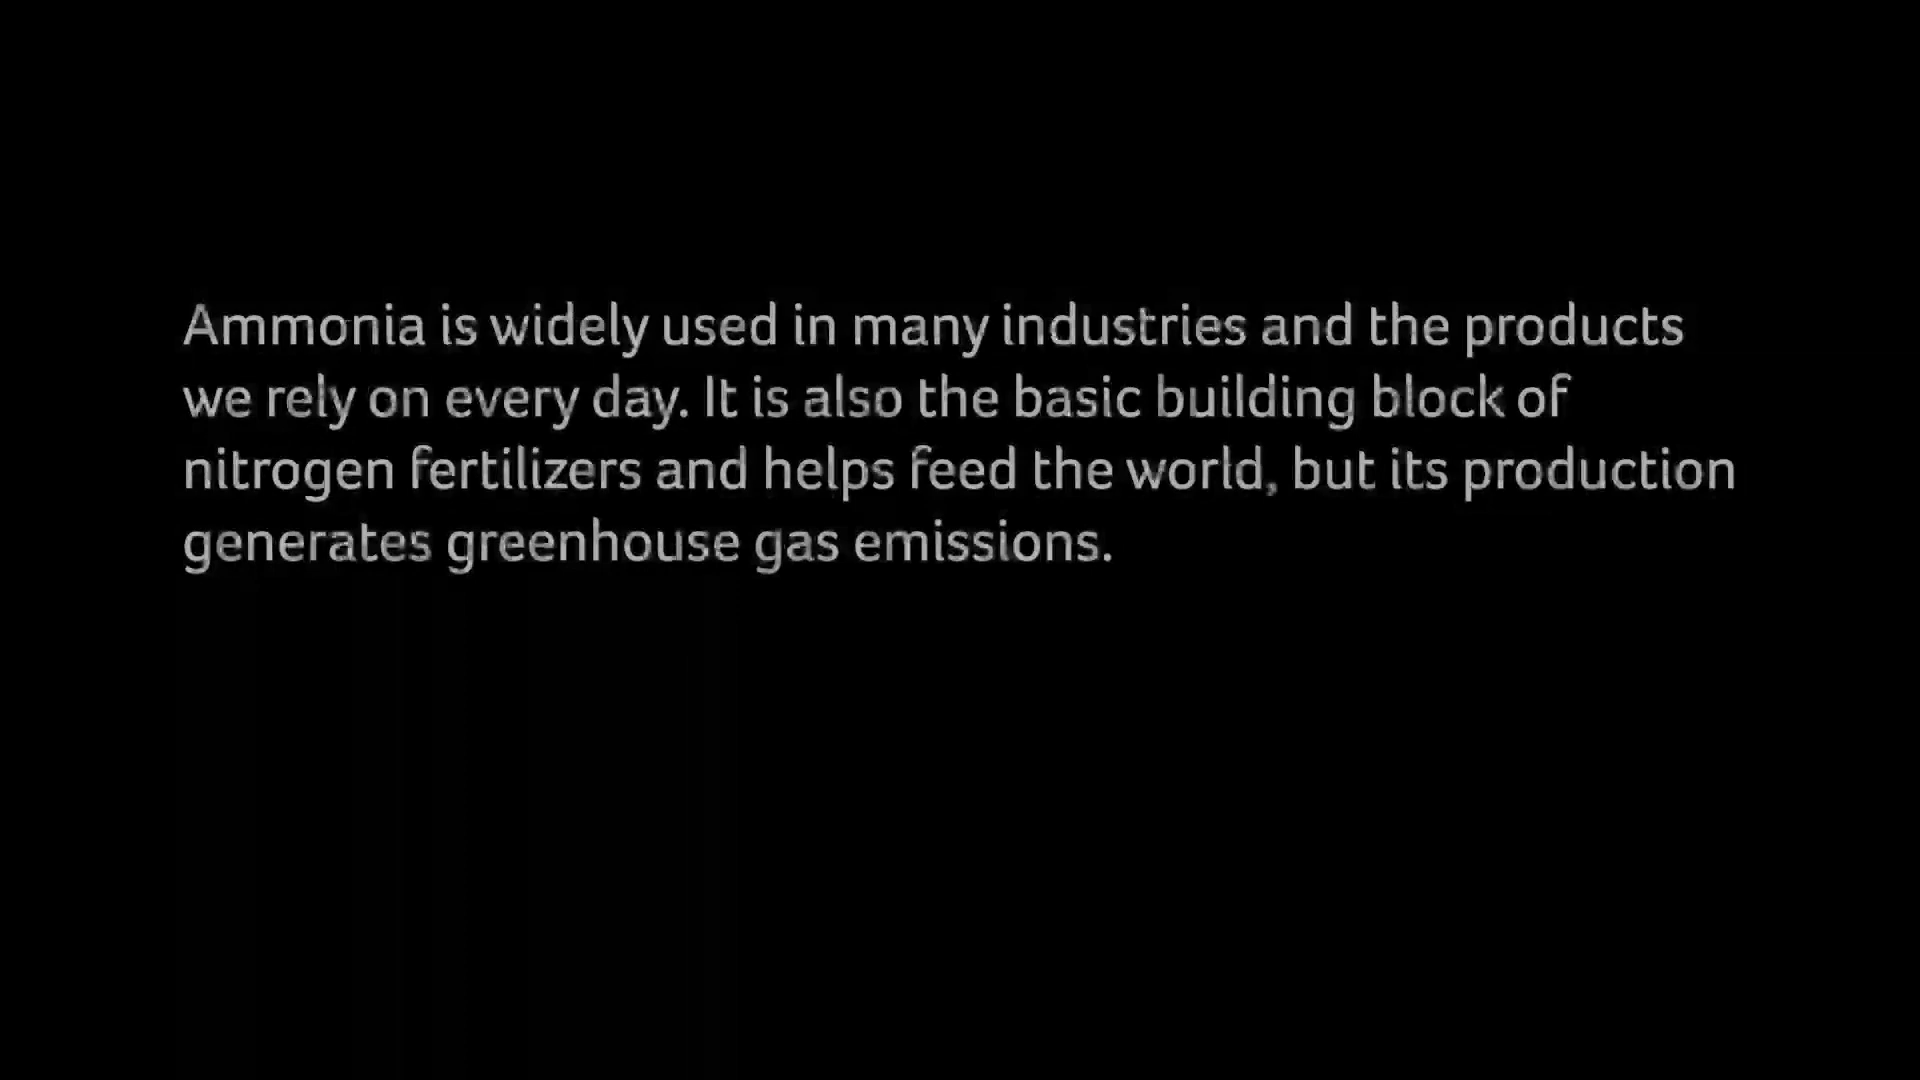 Ammonia is widely used in many industries and the products
we rely on every day. It is also the basic building block of
nitrogen fertilizers and helps feed the world, but its production
generates greenhouse gas emissions.